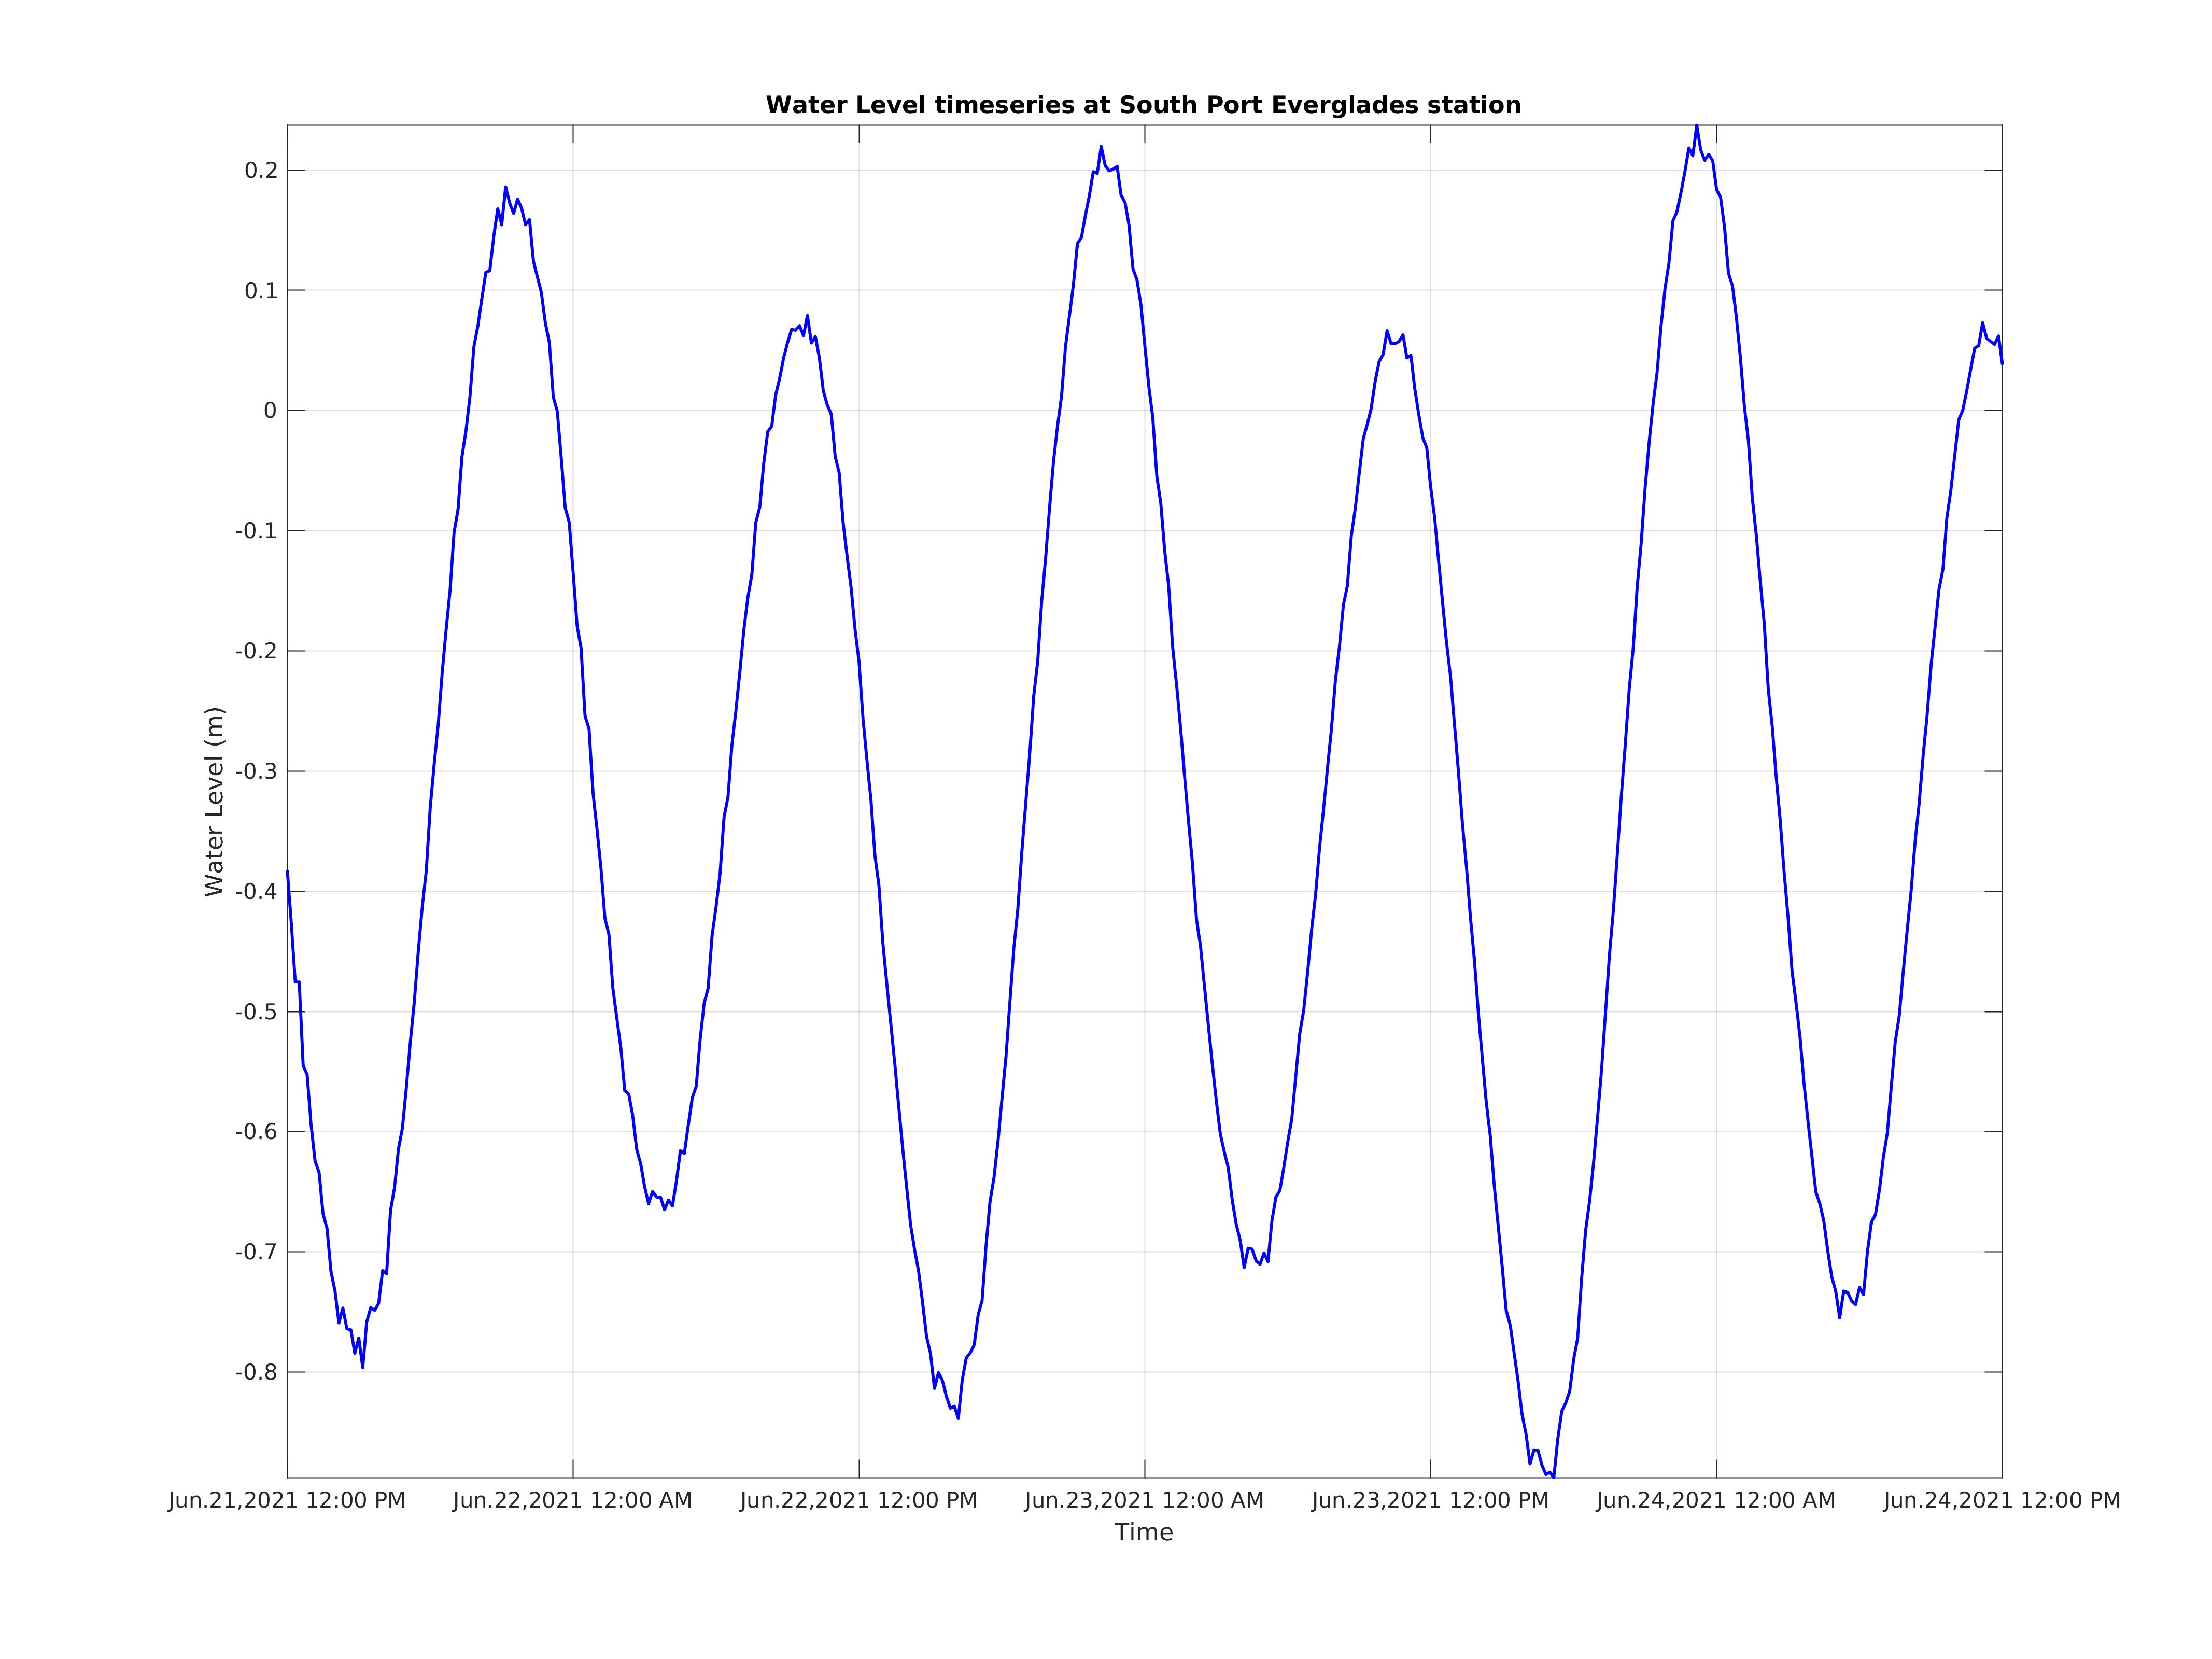 Water Level timeseries at South Port Everglades station
0.2
0.1
0
-0.1
-0.2
-0.3
-0.4
-0.5
-0.6
-0.7
-0.8
Water Level (m)
Jun.21,2021 12:00 PM Jun.22,2021 12:00 AM Jun.22,2021 12:00 PM Jun.23,2021 12:00 AM Jun.23,2021 12:00 PM Jun.24,2021 12:00 AM Jun.24,2021 12:00 PM
Time